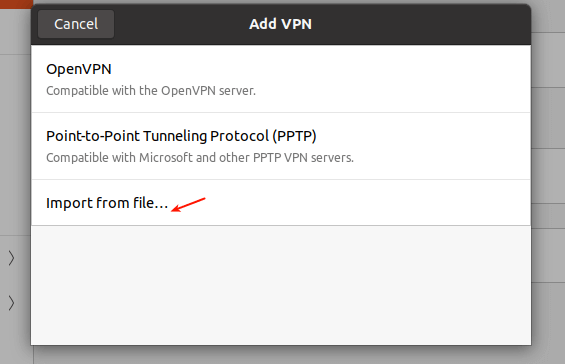 Cancel
Add VPN
OpenVPN
Compatible with the OpenVPN server.
Point-to-Point Tunneling Protocol (PPTP)
Compatible with Microsoft and other PPTP VPN servers.
Import from file…